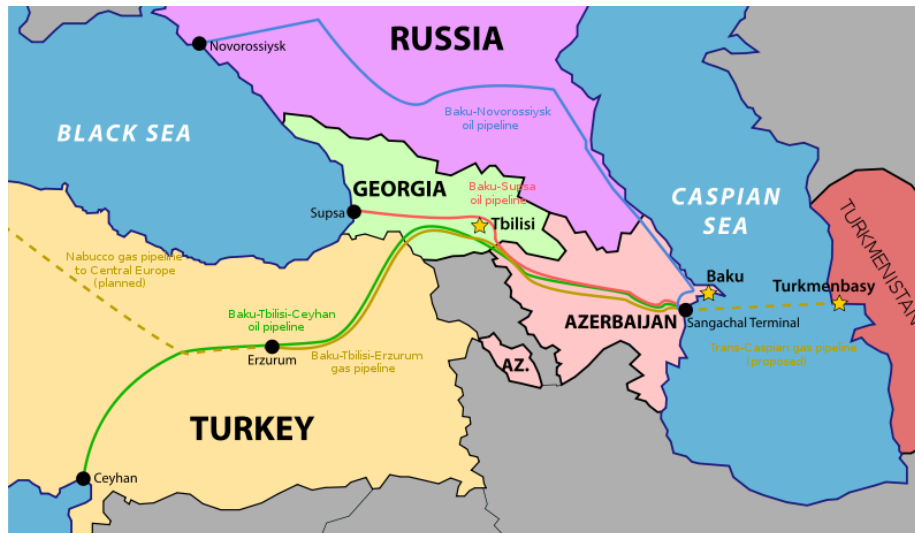 Novorossiysk
RUSSIA
Baku-Novorossiysk
oil pipeline
BLACK SEA
GEORGIA
Baku-Supsa
oil pipeline
CASPIAN
SEA
TURKMENISTAN
Supsa
Tbilisi
Nabucco gas pipeline
to Central Europe
(planned)
Baku
Turkmenbasy
Baku-Tbilisi-Ceyhan
oil pipeline
AZERBAIJAN
Sangachal Terminal
Erzurum
Baku-Tbilisi-Erzurum
gas pipeline
AZ.
Trans-Caspian gas pipeline
(proposed)
TURKEY
Ceyhan